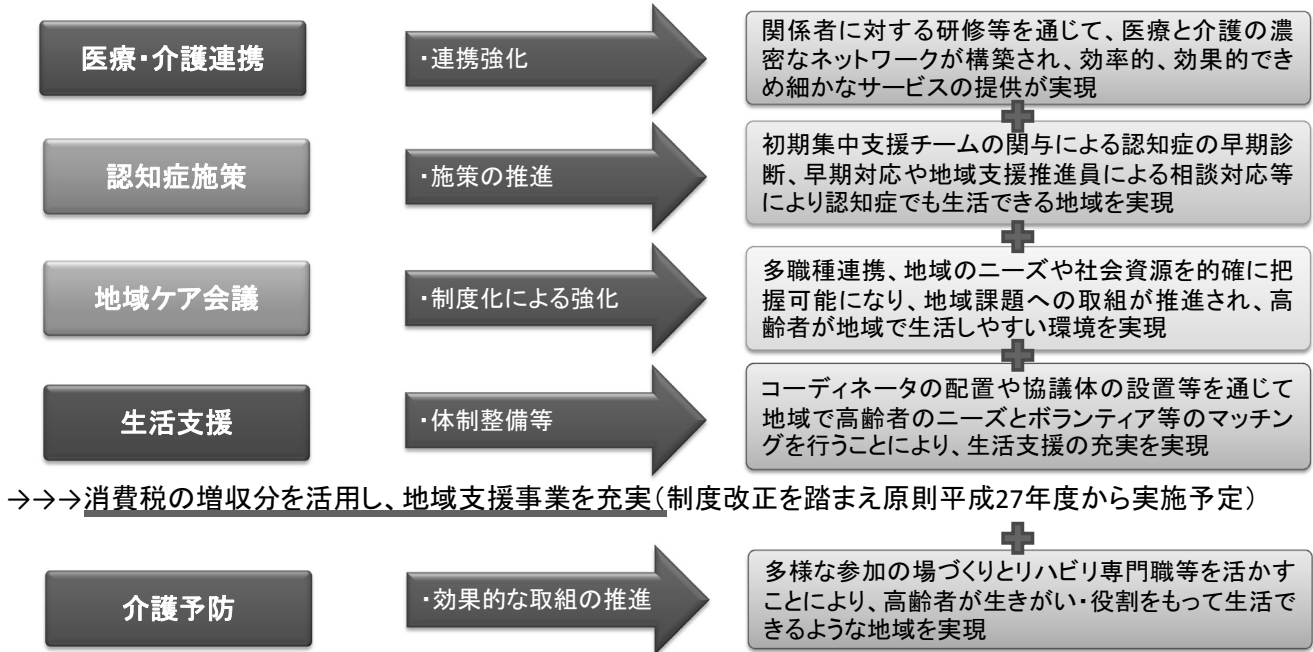 医療・介護連携
・連携強化
関係者に対する研修等を通じて、医療と介護の濃
密なネットワークが構築され、効率的、効果的でき
め細かなサービスの提供が実現
認知症施策
・施策の推進
初期集中支援チームの関与による認知症の早期診
断、早期対応や地域支援推進員による相談対応等
により認知症でも生活できる地域を実現
地域ケア会議
・制度化による強化
多職種連携、地域のニーズや社会資源を的確に把
握可能になり、地域課題への取組が推進され、高
齢者が地域で生活しやすい環境を実現
生活支援
・体制整備等
コーディネータの配置や協議体の設置等を通じて
地域で高齢者のニーズとボランティア等のマッチン
グを行うことにより、生活支援の充実を実現
→→→消費税の増収分を活用し、地域支援事業を充実(制度改正を踏まえ原則平成27年度から実施予定)
介護予防
・効果的な取組の推進
多様な参加の場づくりとリハビリ専門職等を活かす
ことにより、高齢者が生きがい・役割をもって生活で
きるような地域を実現